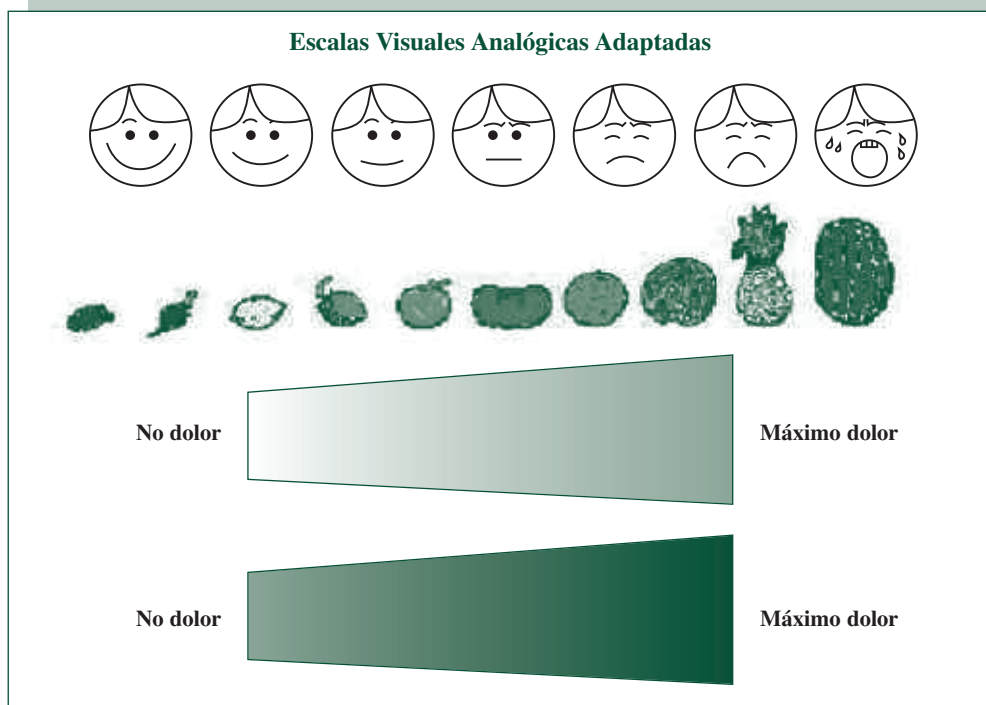 Escalas Visuales Analógicas Adaptadas
No dolor
Máximo dolor
No dolor
Máximo dolor